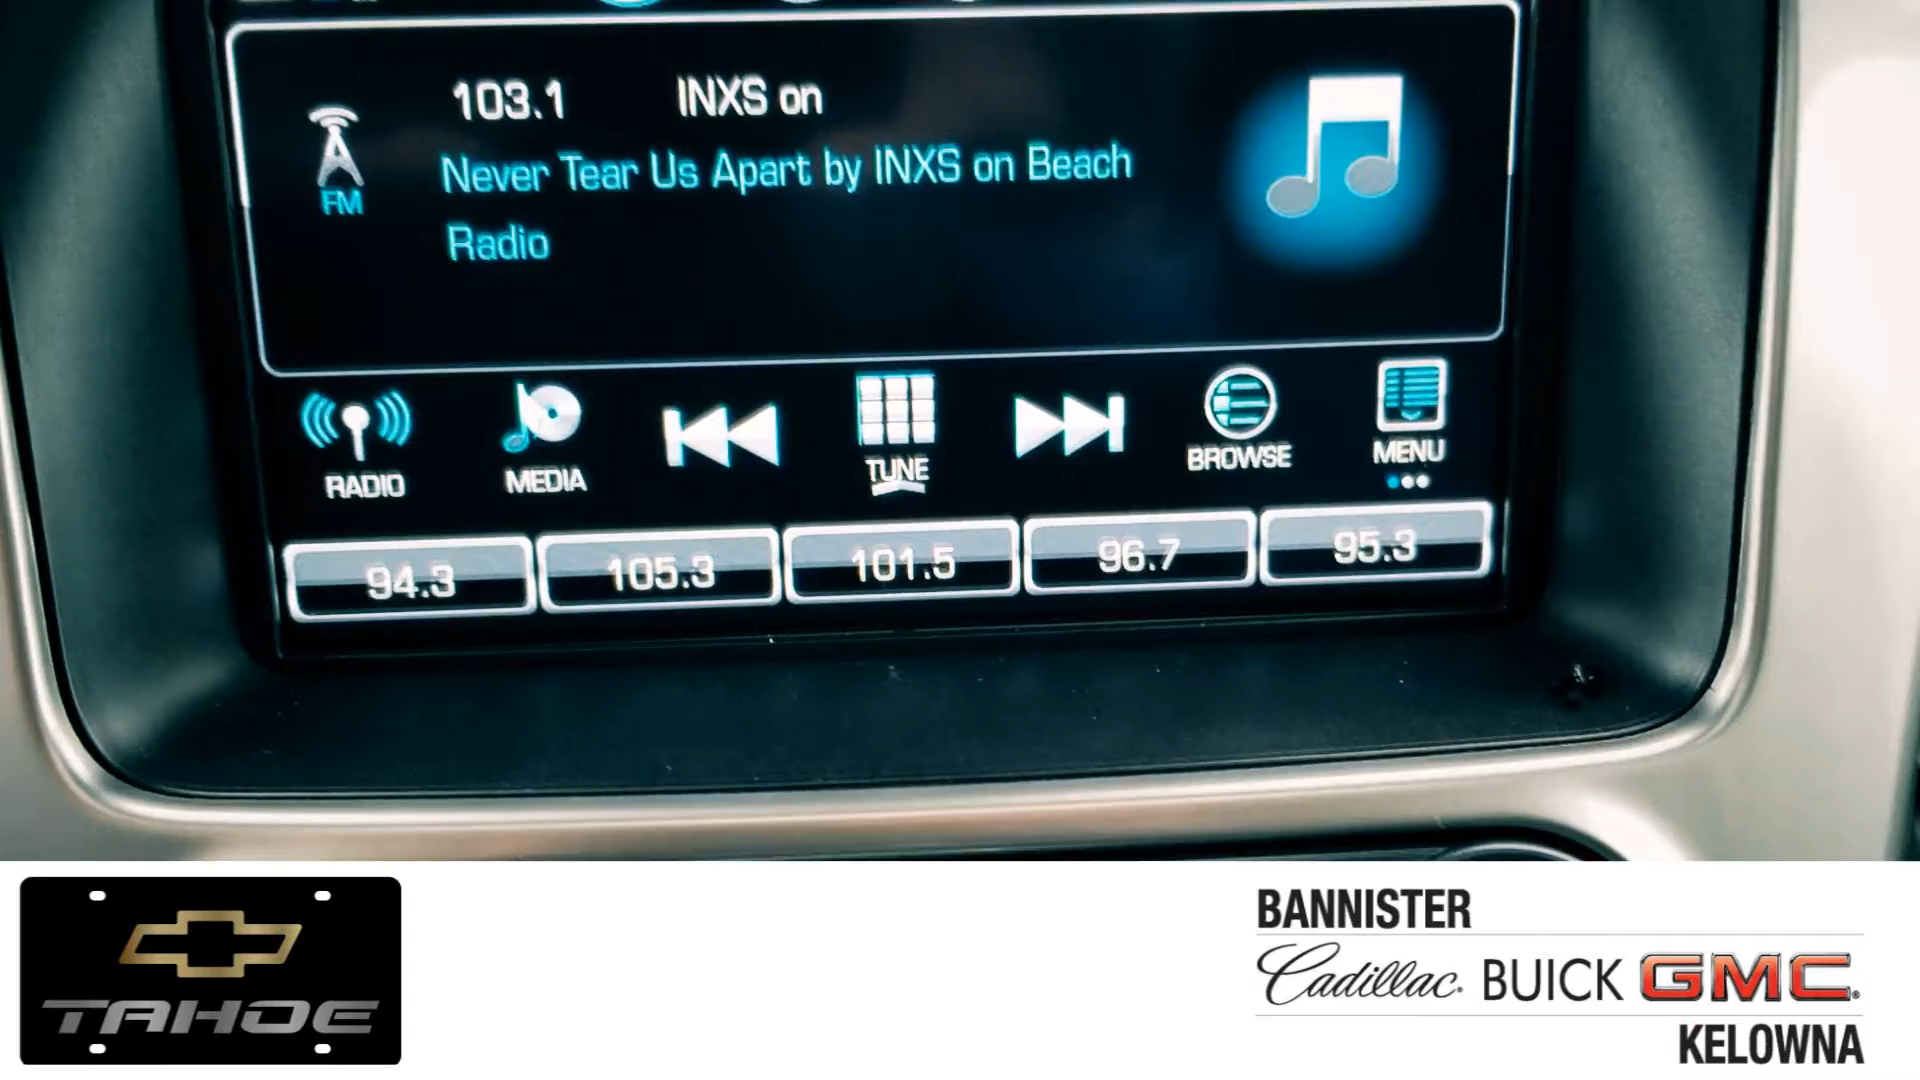 103.1 INXS on
FM
Never Tear Us Apart by INXS on Beach
Radio
RADIO
MEDIA
TUNE
BROWSE
MENU
94.3
105.3
101.5
96.7
95.3
TAHOE
BANNISTER
Cadillac. BUICK GMC
KELOWNA